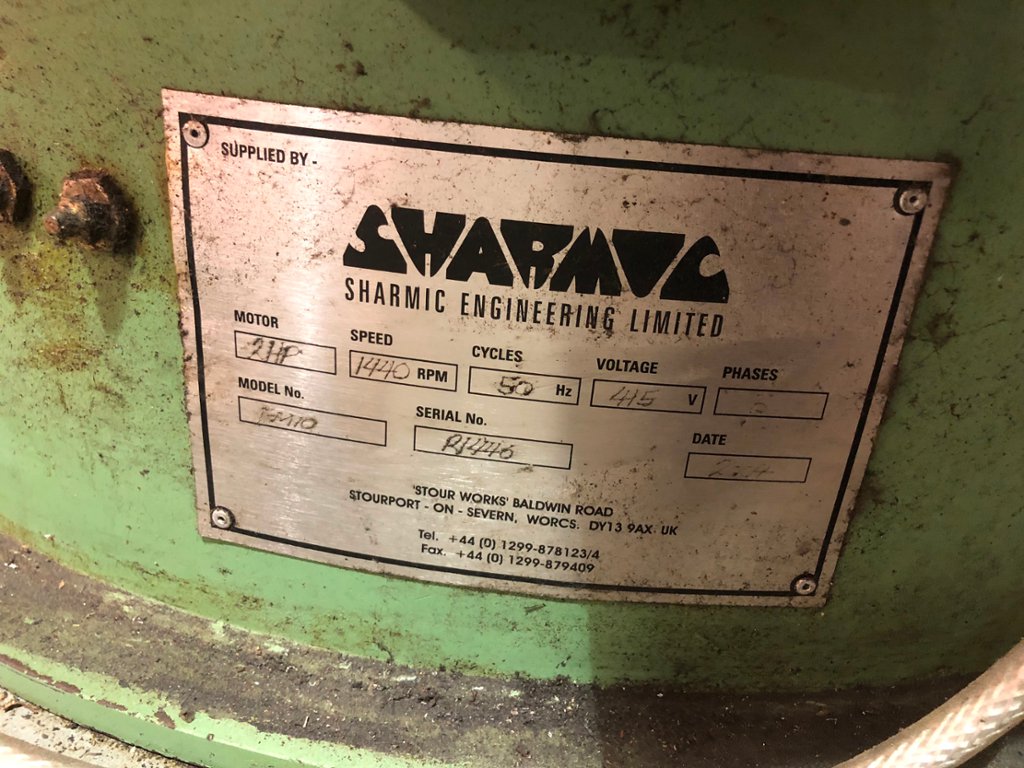 SUPPLIED BY -
SHARMIC
SHARMIC ENGINEERING LIMITED
MOTOR 2HP
SPEED 1440 RPM
CYCLES 50 Hz
VOLTAGE 415 V
PHASES
MODEL No.
SERIAL No. R1446
DATE
'STOUR WORKS' BALDWIN ROAD
STOURPORT - ON - SEVERN, WORCS. DY13 9AX. UK
Tel. +44 (0) 1299-878123/4
Fax. +44 (0) 1299-879409